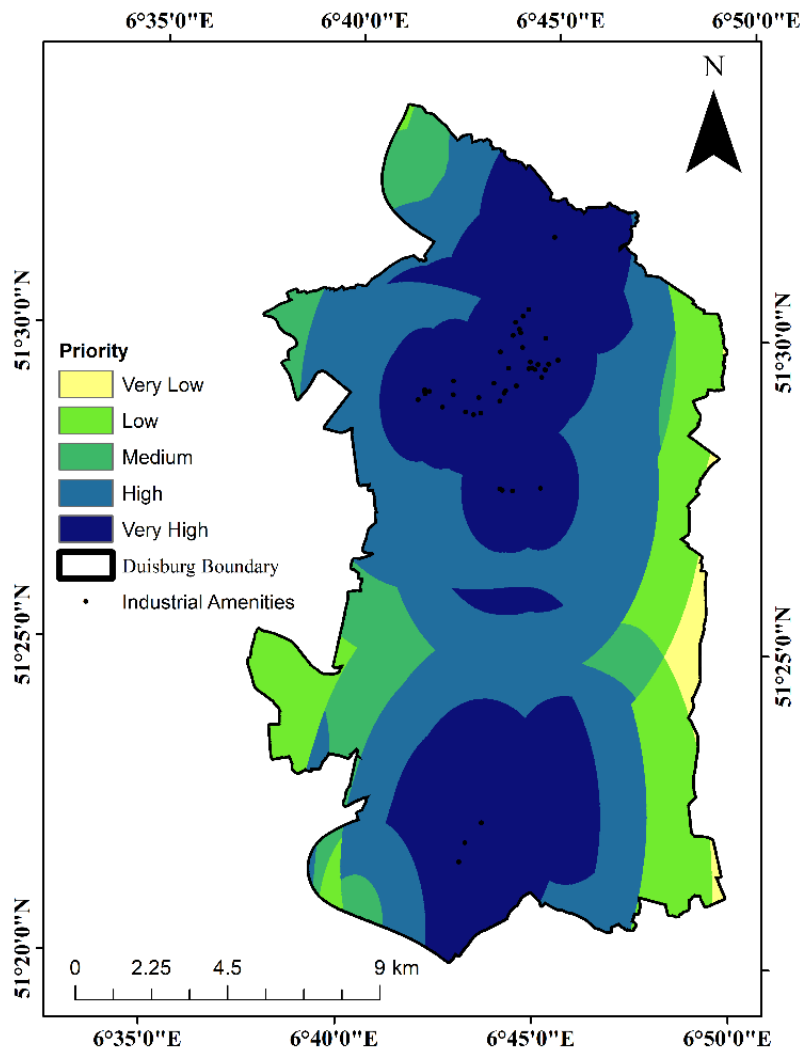 6°35'0"E 6°40'0"E 6°45'0"E 6°50'0"E
N
51°30'0"N
51°30'0"N
Priority
Very Low
Low
Medium
High
Very High
Duisburg Boundary
Industrial Amenities
51°25'0"N
51°25'0"N
51°20'0"N
0 2.25 4.5 9 km
6°35'0"E 6°40'0"E 6°45'0"E 6°50'0"E